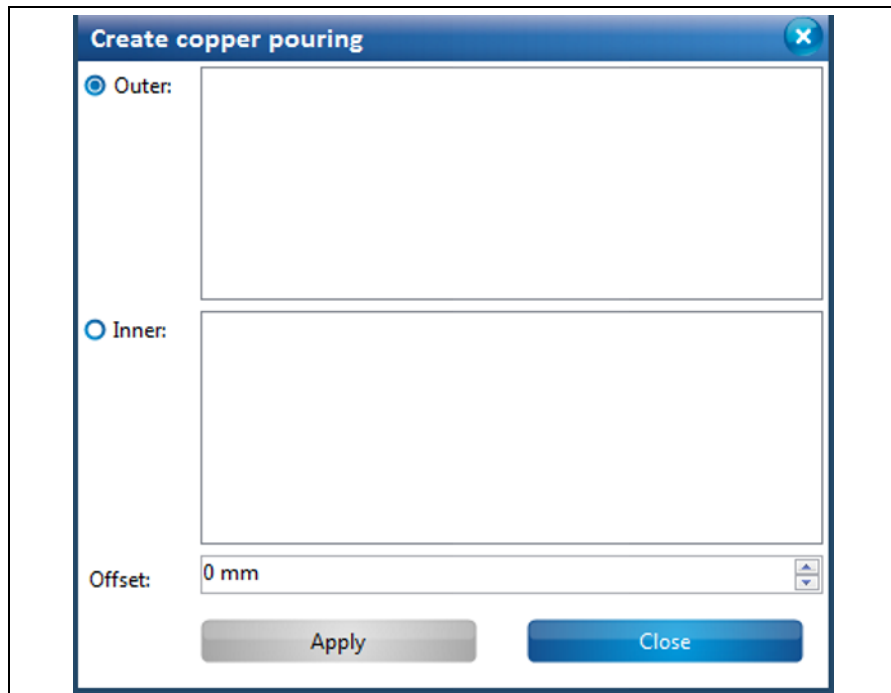 Create copper pouring
Outer:
Inner:
Offset:
0 mm
Apply
Close